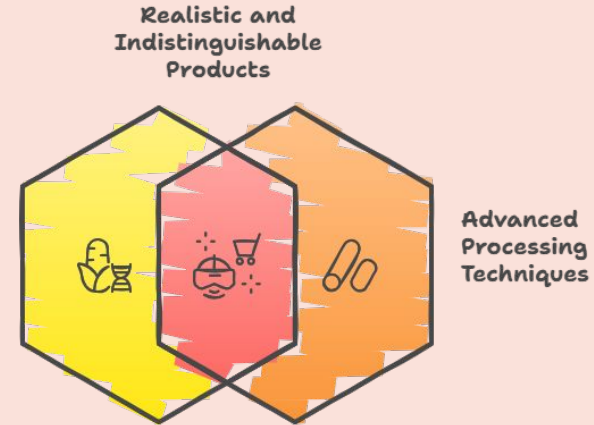 Realistic and
Indistinguishable
Products
Advanced
Processing
Techniques